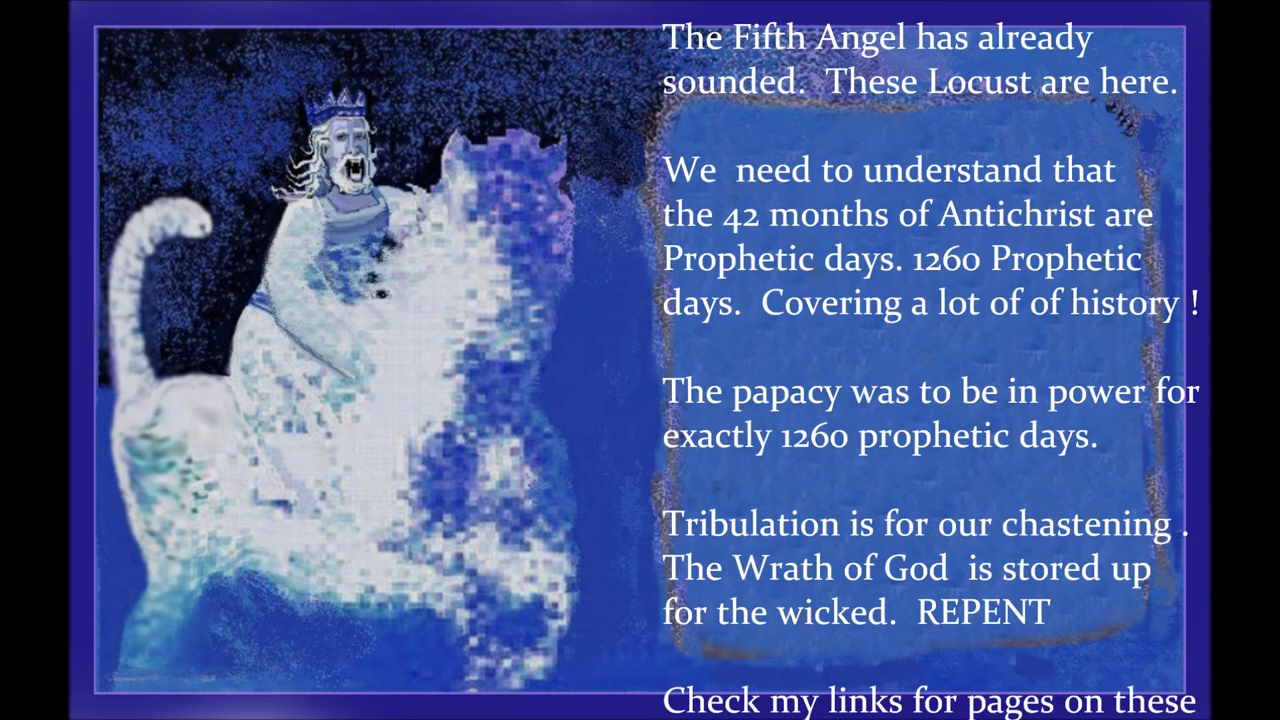 The Fifth Angel has already
sounded.  These Locust are here.
We  need to understand that
the 42 months of Antichrist are
Prophetic days. 1260 Prophetic
days.  Covering a lot of of history !
The papacy was to be in power for
exactly 1260 prophetic days.
Tribulation is for our chastening .
The Wrath of God  is stored up
for the wicked.  REPENT
Check my links for pages on these